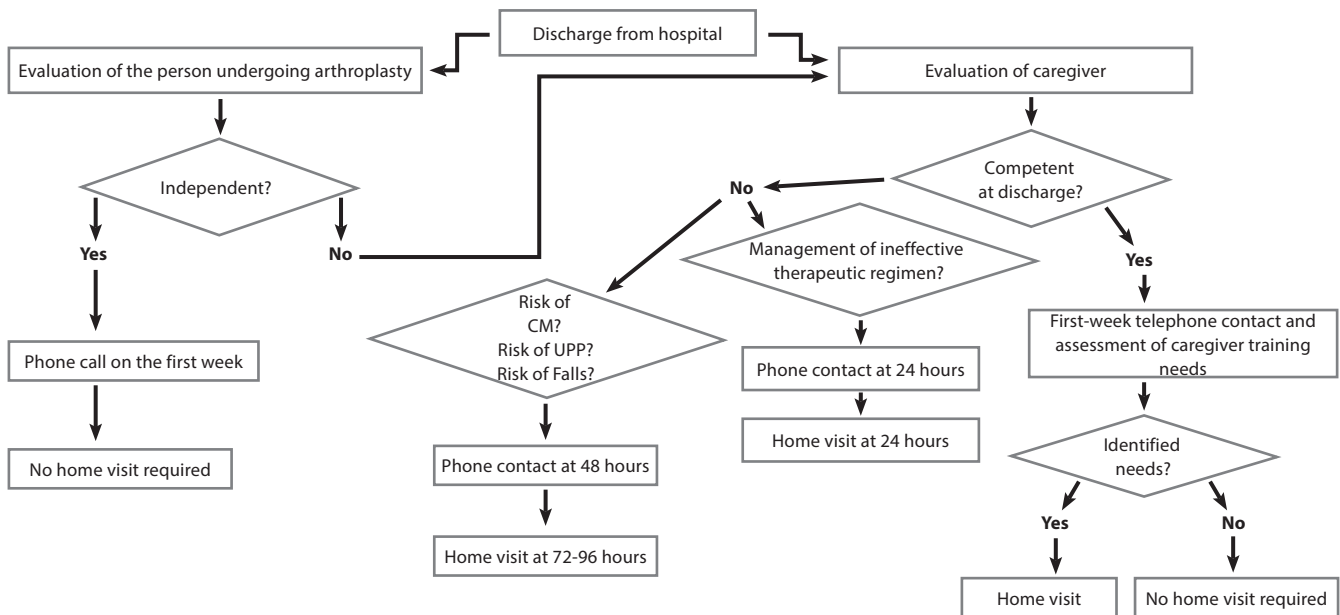 Discharge from hospital
Evaluation of the person undergoing arthroplasty
Evaluation of caregiver
Independent?
Competent
at discharge?
Yes
No
No
Management of ineffective
therapeutic regimen?
Yes
Risk of
CM?
Risk of UPP?
Risk of Falls?
First-week telephone contact and
assessment of caregiver training
needs
Phone call on the first week
Phone contact at 24 hours
Home visit at 24 hours
No home visit required
Phone contact at 48 hours
Identified
needs?
Home visit at 72-96 hours
Yes
No
Home visit
No home visit required